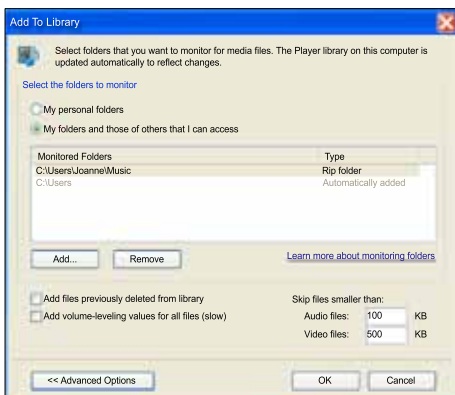 Add To Library
Select folders that you want to monitor for media files. The Player library on this computer is
updated automatically to reflect changes.
Select the folders to monitor
My personal folders
My folders and those of others that I can access
Monitored Folders Type
C:\Users\Joanne\Music Rip folder
C:\Users Automatically added
Add... Remove Learn more about monitoring folders
Add files previously deleted from library Skip files smaller than:
Add volume-leveling values for all files (slow) Audio files: 100 KB
Video files: 500 KB
<< Advanced Options OK Cancel